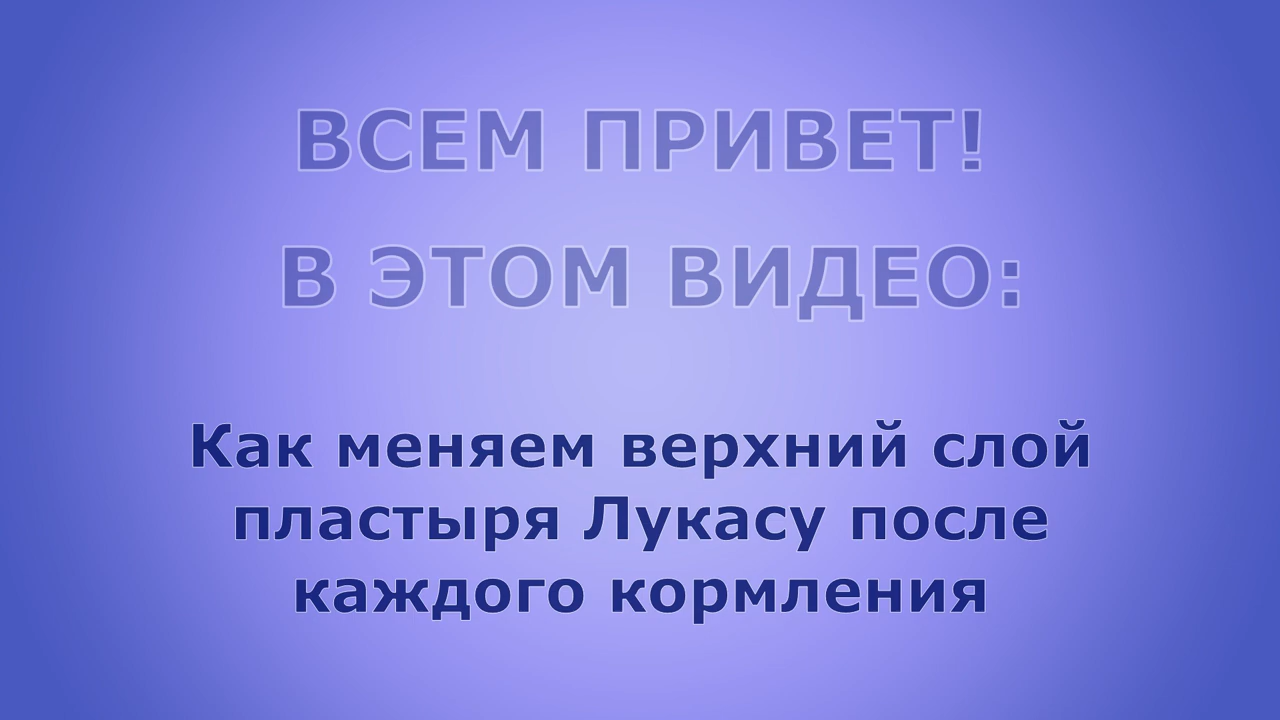 ВСЕМ ПРИВЕТ!
В ЭТОМ ВИДЕО:
Как меняем верхний слой
пластыря Лукасу после
каждого кормления